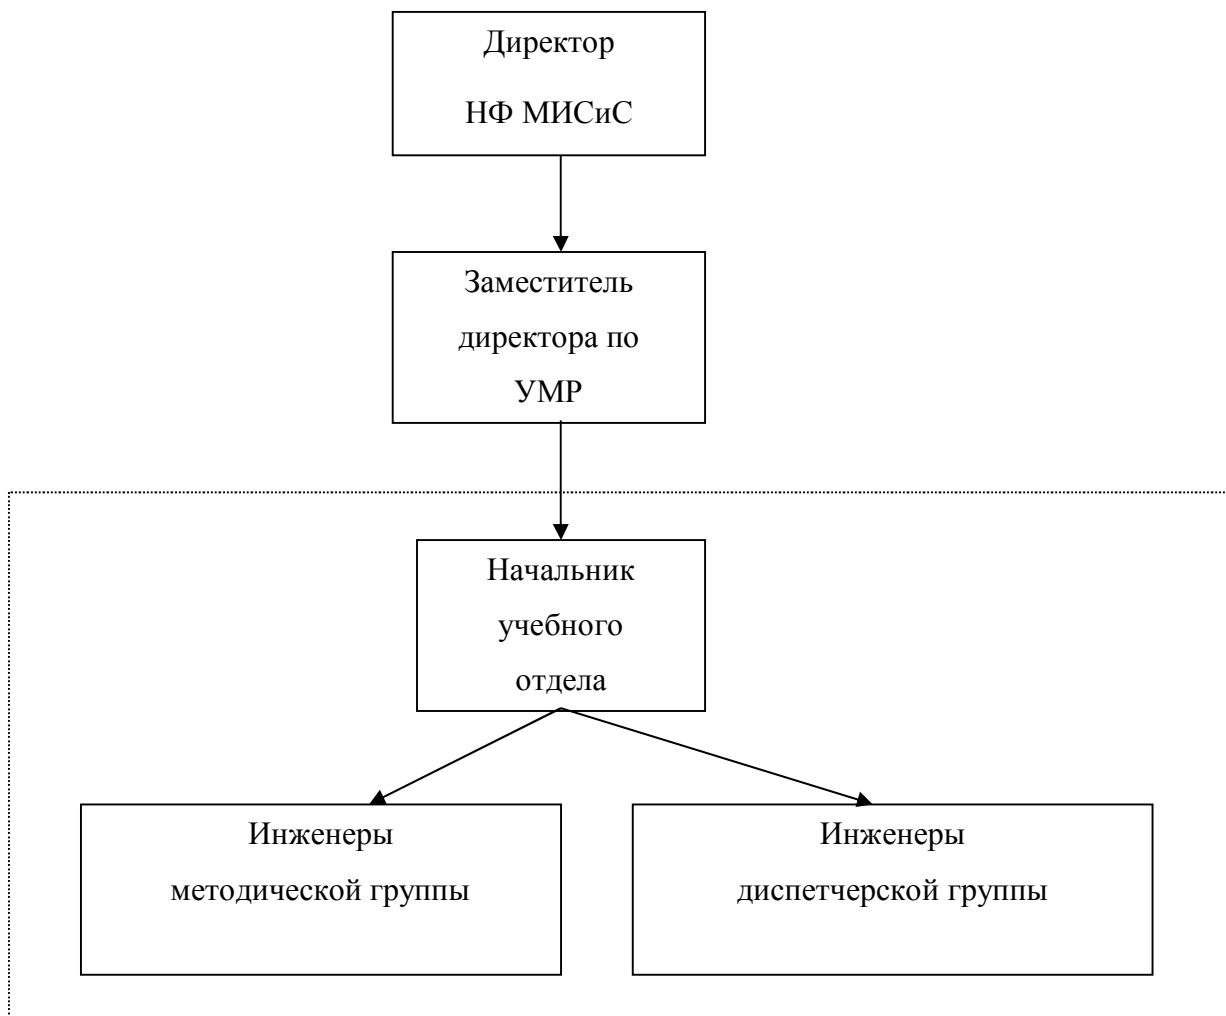 Директор
НФ МИСиС
Заместитель
директора по
УМР
Начальник
учебного
отдела
Инженеры
методической группы
Инженеры
диспетчерской группы